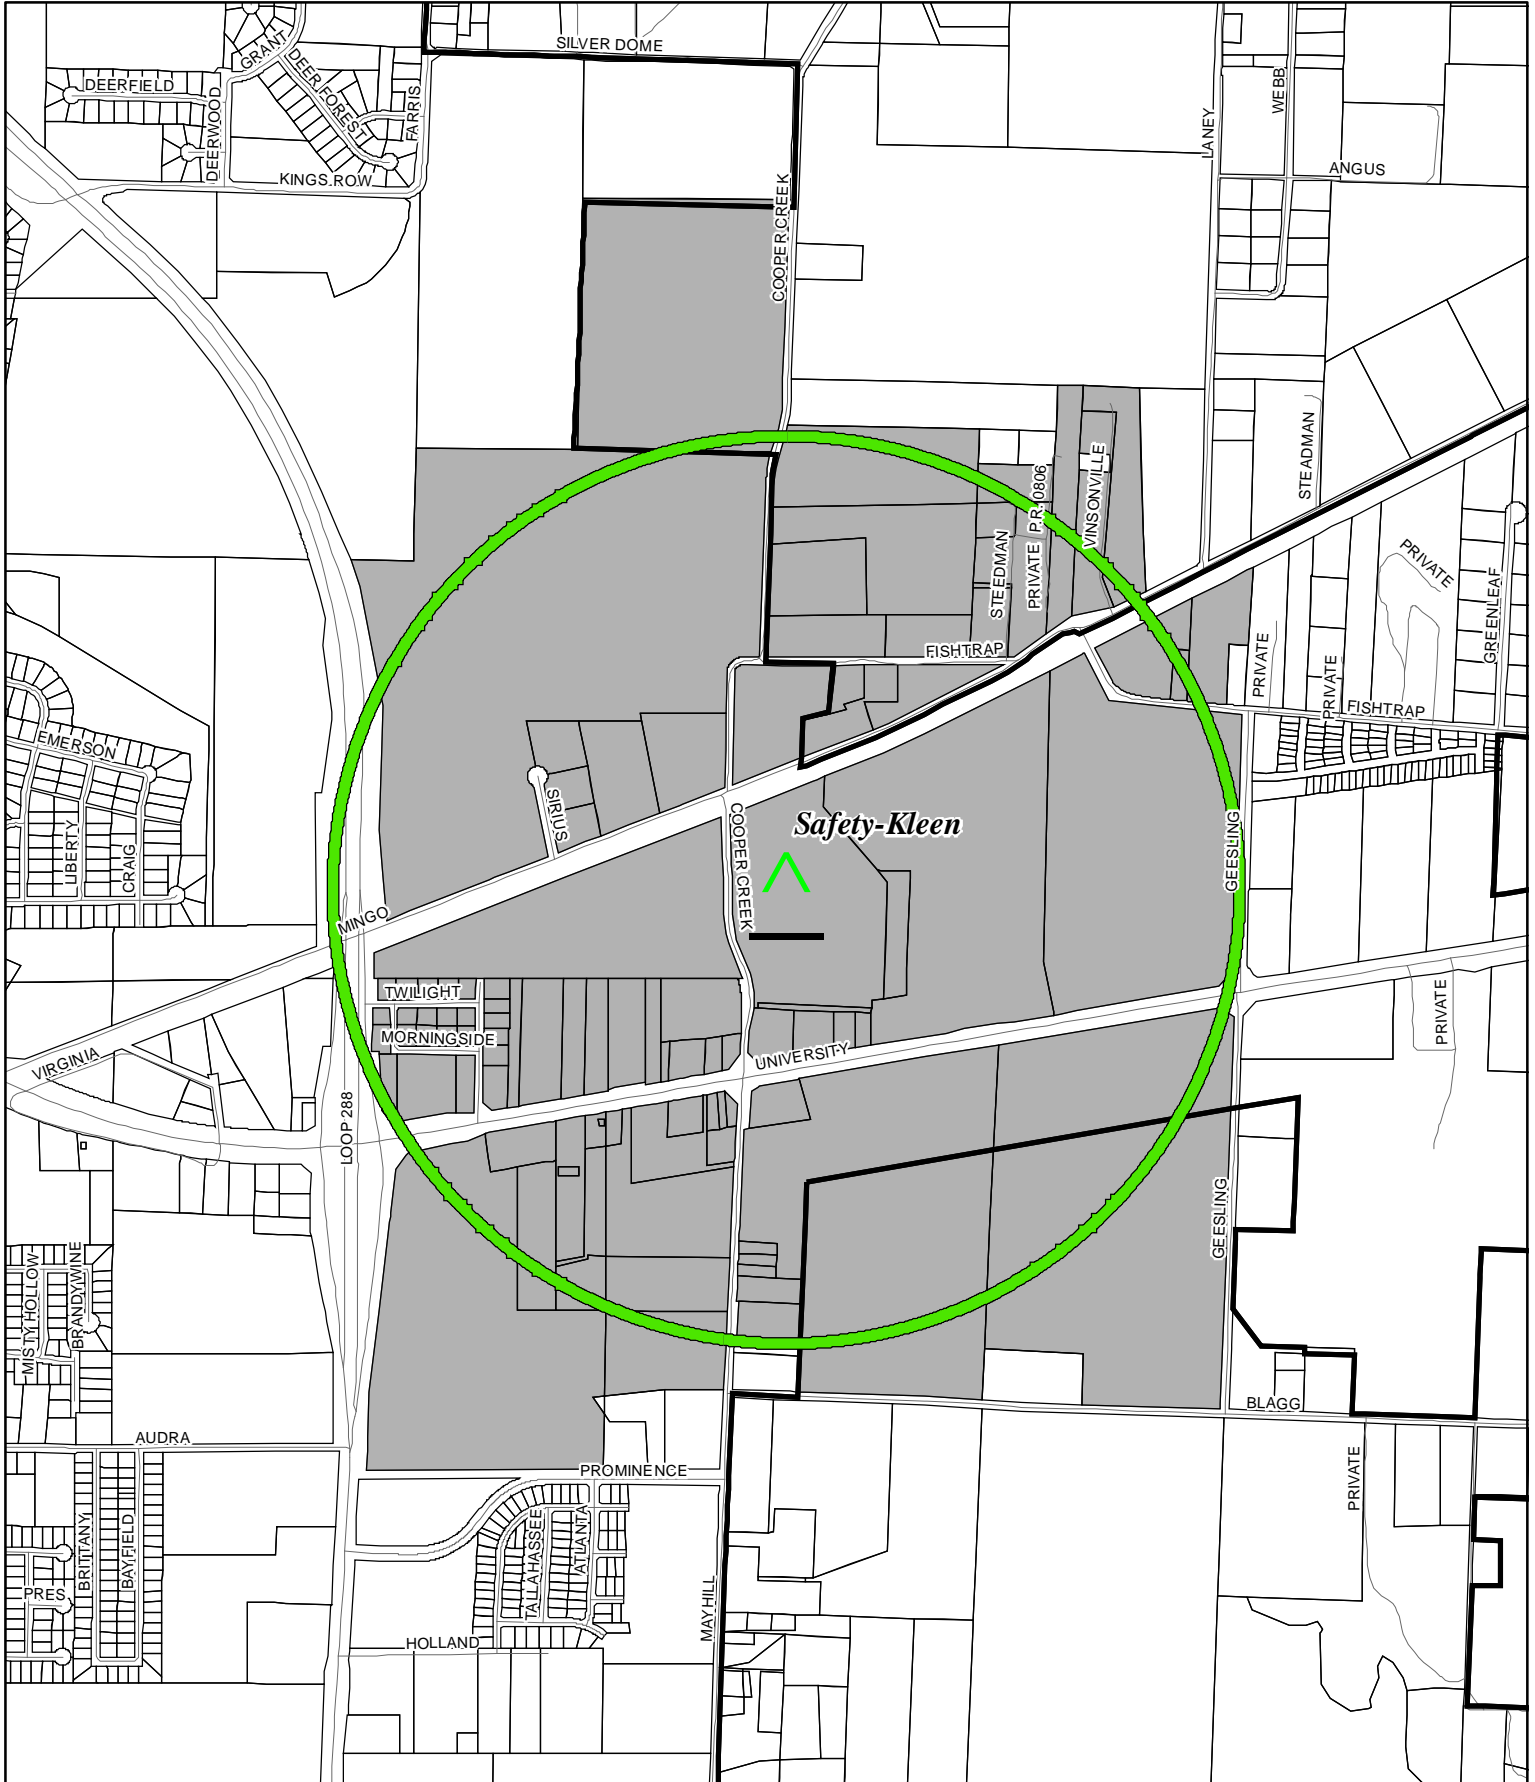 SILVER DOME
GRANT
DEER FOREST
DEERFIELD
DEERWOOD
FARRIS
KINGS ROW
COOPER CREEK
LANEY
WEBB
ANGUS
STEADMAN
VINSONVILLE
P.R. 0806
PRIVATE
STEEDMAN
PRIVATE
GREENLEAF
FISHTRAP
PRIVATE
PRIVATE
FISHTRAP
EMERSON
LIBERTY
CRAIG
SIRIUS
COOPER CREEK
Safety-Kleen
GEESLING
MINGO
TWILIGHT
MORNINGSIDE
UNIVERSITY
PRIVATE
VIRGINIA
LOOP 288
GEESLING
MISTY HOLLOW
BRANDYWINE
BLAGG
AUDRA
PROMINENCE
PRIVATE
BRITTANY
BAYFIELD
TALLAHASSEE
ATLANTA
PRES
MAYHILL
HOLLAND